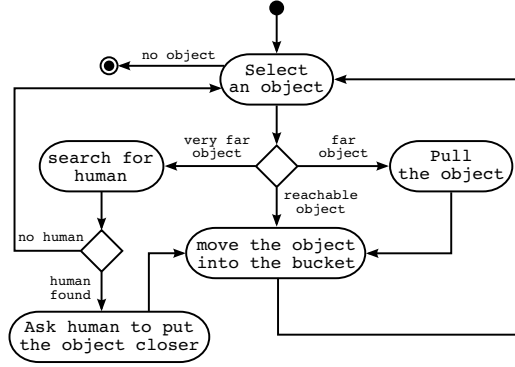 no object
Select
an object
very far
object
far
object
search for
human
Pull
the object
reachable
object
no human
move the object
into the bucket
human
found
Ask human to put
the object closer